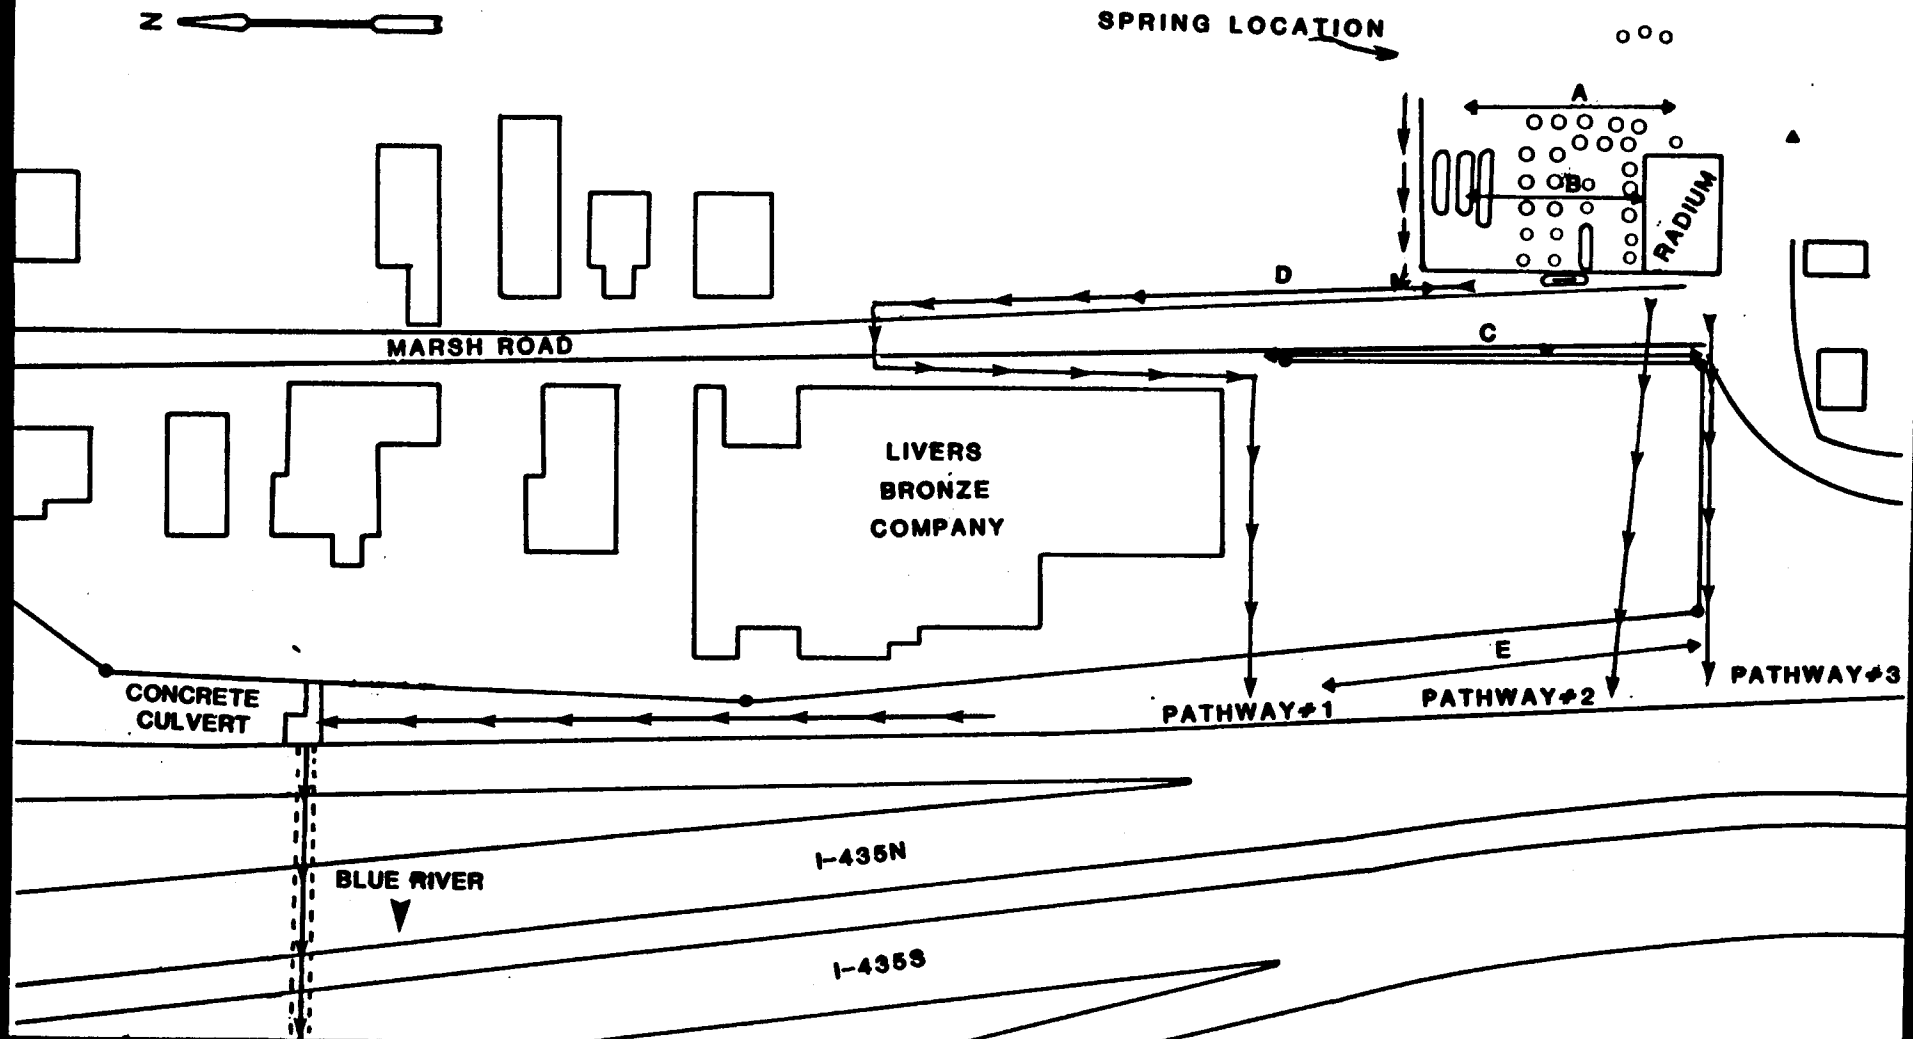 Z
SPRING LOCATION
A
B
RADIUM
D
C
MARSH ROAD
LIVERS
BRONZE
COMPANY
E
CONCRETE
CULVERT
PATHWAY#1
PATHWAY#2
PATHWAY#3
I-435N
BLUE RIVER
I-435S